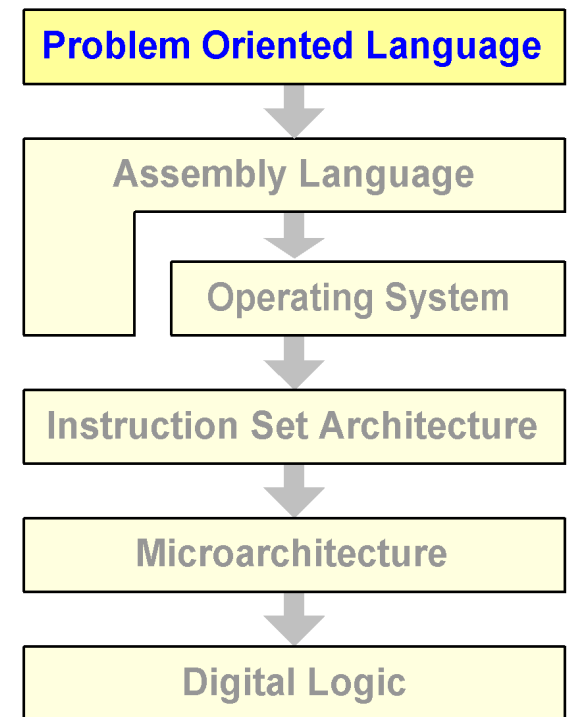 Problem Oriented Language
Assembly Language
Operating System
Instruction Set Architecture
Microarchitecture
Digital Logic